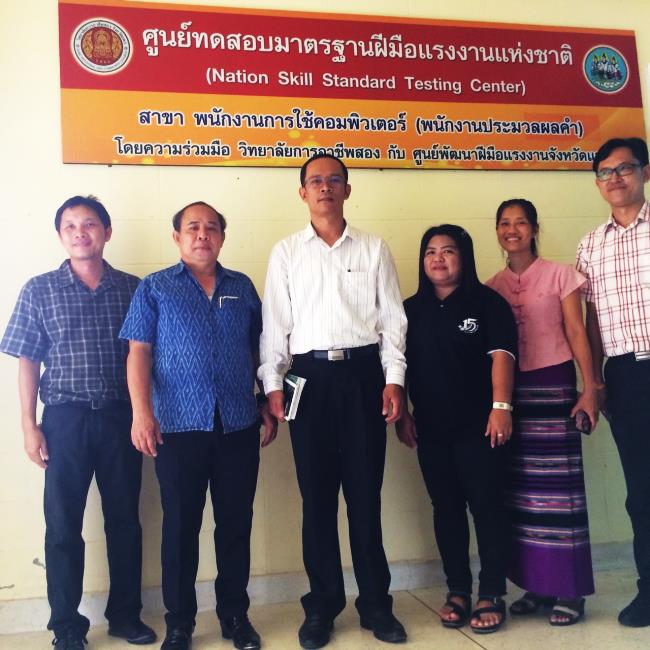 ศูนย์ทดสอบมาตรฐานฝีมือแรงงานแห่งชาติ
(Nation Skill Standard Testing Center)
สาขา พนักงานการใช้คอมพิวเตอร์ (พนักงานประมวลผลคำ)
โดยความร่วมมือ วิทยาลัยการอาชีพสอง กับ ศูนย์พัฒนาฝีมือแรงงานจังหวัดแ
15